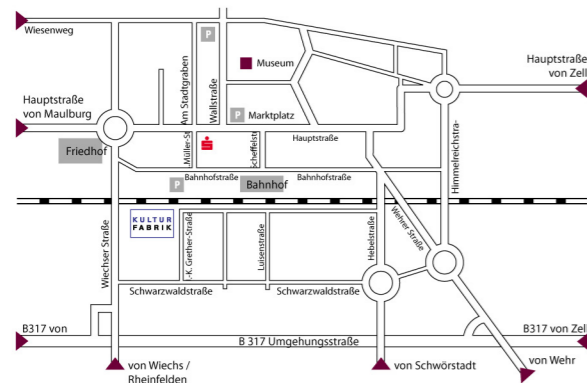 Wiesenweg
P
Am Stadtgraben
Wallstraße
Museum
Hauptstraße
von Zell
Hauptstraße
von Maulburg
P
Marktplatz
Himmelreichstra-
Friedhof
.Müller-St
Scheffelstr
Hauptstraße
P
Bahnhofstraße
Bahnhof
Bahnhofstraße
KULTUR
FABRIK
Wiechser Straße
.-K. Grether-Straße
Luisenstraße
Hebelstraße
Wehrer Straße
Schwarzwaldstraße
Schwarzwaldstraße
B317 von
B 317 Umgehungsstraße
B317 von Zell
von Wiechs /
Rheinfelden
von Schwörstadt
von Wehr